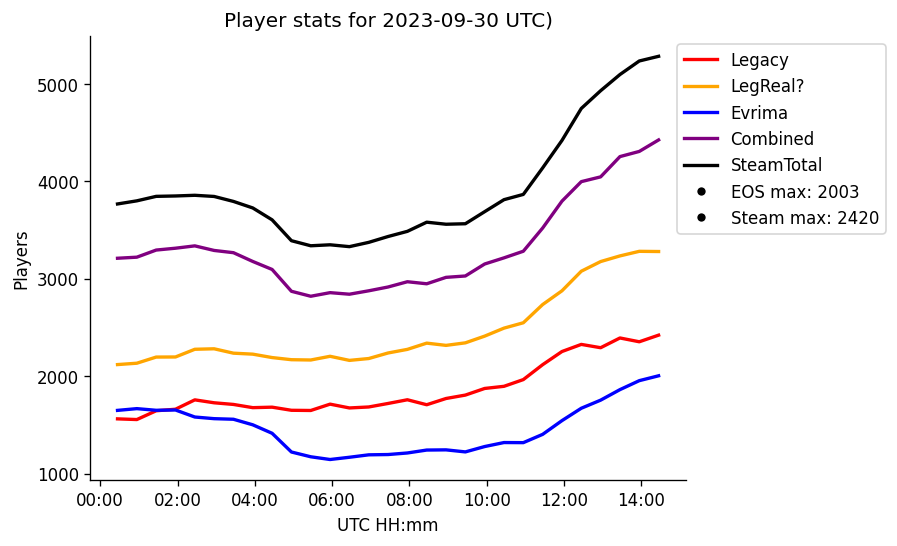 Player stats for 2023-09-30 UTC)
Legacy
LegReal?
Evrima
Combined
SteamTotal
EOS max: 2003
Steam max: 2420
Players
5000
4000
3000
2000
1000
00:00 02:00 04:00 06:00 08:00 10:00 12:00 14:00
UTC HH:mm